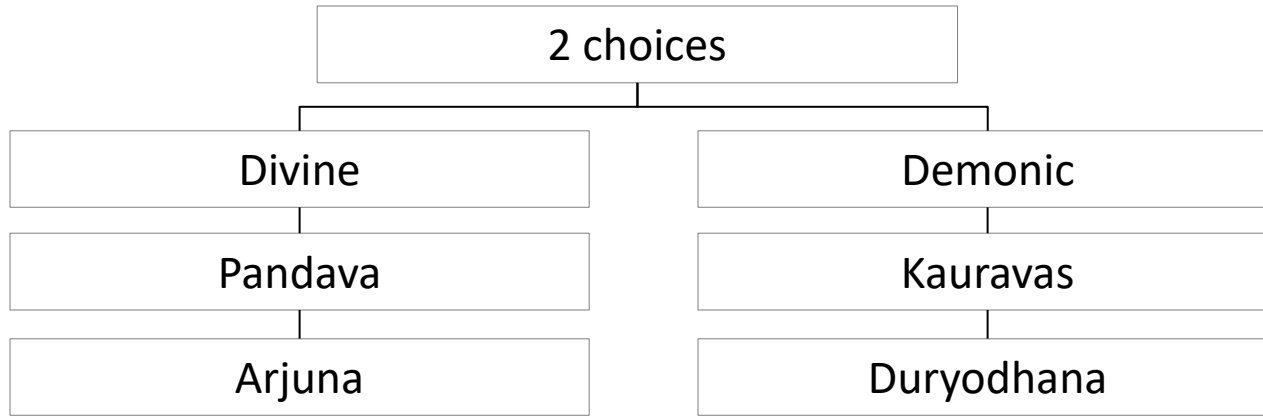 2 choices
Divine
Demonic
Pandava
Kauravas
Arjuna
Duryodhana